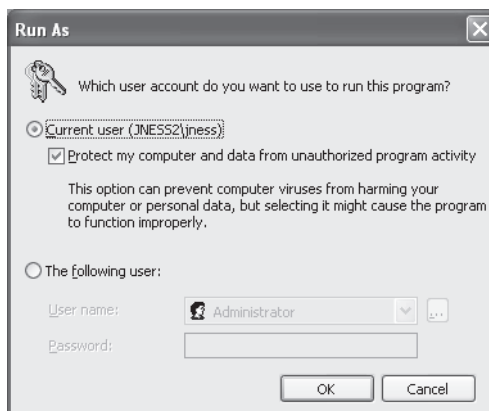 Run As
Which user account do you want to use to run this program?
Current user (JNESS2\jness)
Protect my computer and data from unauthorized program activity
This option can prevent computer viruses from harming your
computer or personal data, but selecting it might cause the program
to function improperly.
The following user:
User name:
Administrator
...
Password:
OK
Cancel